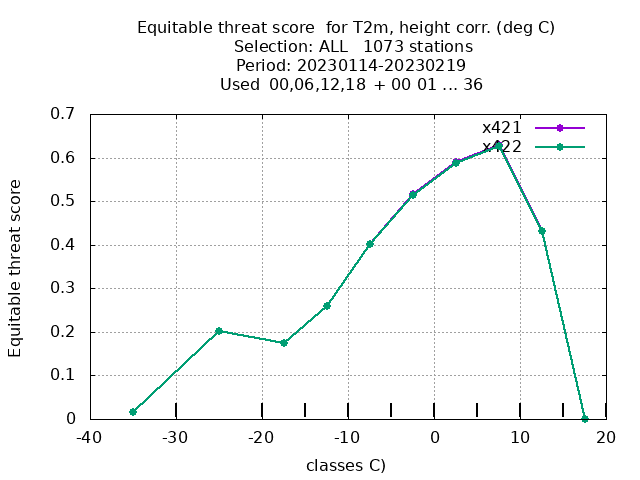 Equitable threat score  for T2m, height corr. (deg C)
Selection: ALL   1073 stations
Period: 20230114-20230219
Used  00,06,12,18  + 00 01 ... 36
x421
x422
Equitable threat score
0.7
0.6
0.5
0.4
0.3
0.2
0.1
0
-40 -30 -20 -10 0 10 20
classes C)